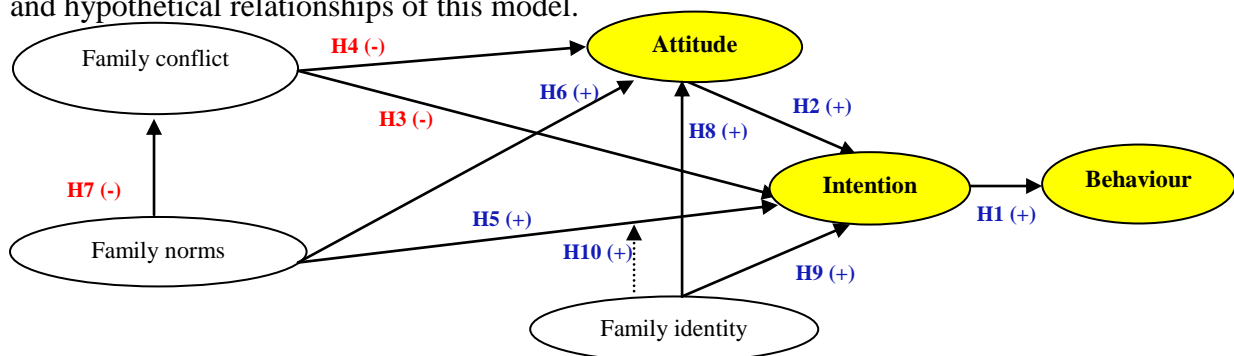 and hypothetical relationships of this model.
H4 (-)
Attitude
Family conflict
H6 (+)
H2 (+)
H3 (-)
H8 (+)
H7 (-)
Intention
Behaviour
H5 (+)
H1 (+)
Family norms
H10 (+)
H9 (+)
Family identity